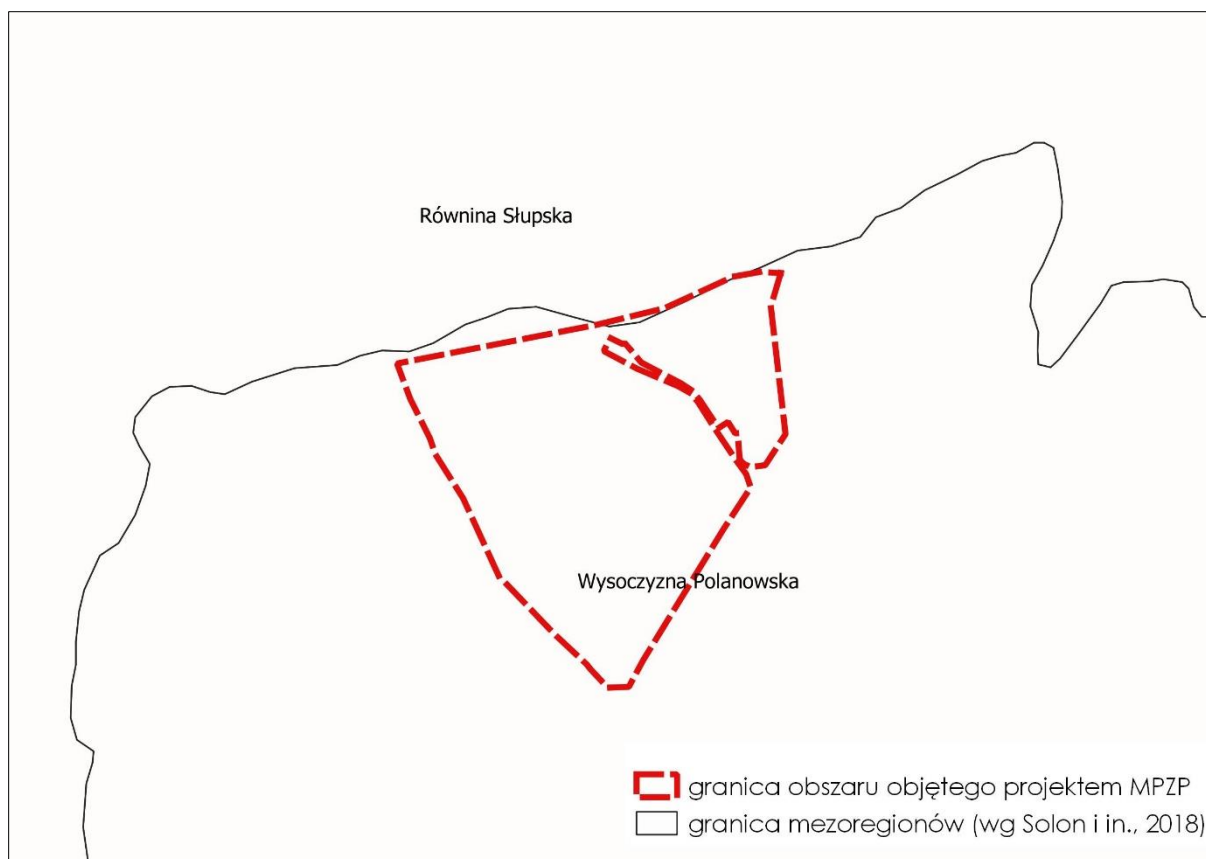 Równina Słupska
Wysoczyzna Polanowska
granica obszaru objętego projektem MPZP
granica mezoregionów (wg Solon i in., 2018)